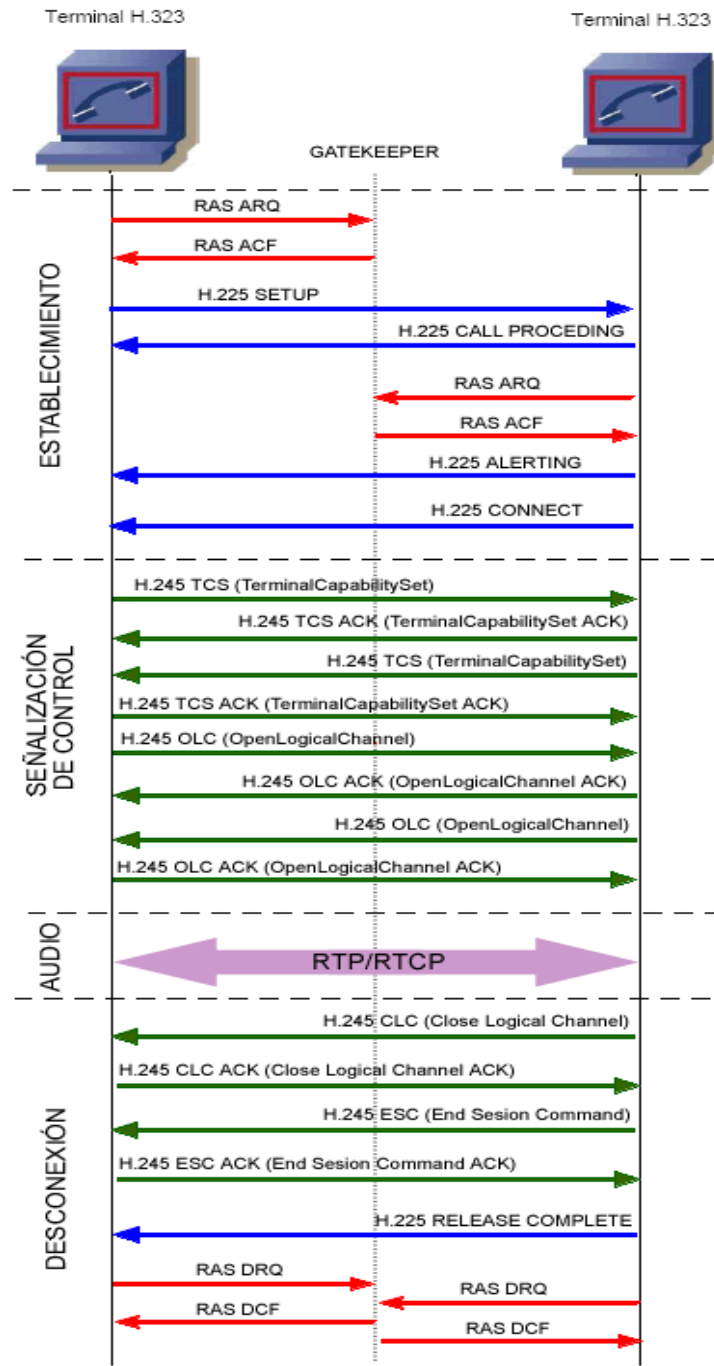 Terminal H.323
Terminal H.323
GATEKEEPER
ESTABLECIMIENTO
RAS ARQ
RAS ACF
H.225 SETUP
H.225 CALL PROCEDING
RAS ARQ
RAS ACF
H.225 ALERTING
H.225 CONNECT
SEÑALIZACIÓN
DE CONTROL
H.245 TCS (TerminalCapabilitySet)
H.245 TCS ACK (TerminalCapabilitySet ACK)
H.245 TCS (TerminalCapabilitySet)
H.245 TCS ACK (TerminalCapabilitySet ACK)
H.245 OLC (OpenLogicalChannel)
H.245 OLC ACK (OpenLogicalChannel ACK)
H.245 OLC (OpenLogicalChannel)
H.245 OLC ACK (OpenLogicalChannel ACK)
AUDIO
RTP/RTCP
DESCONEXIÓN
H.245 CLC (Close Logical Channel)
H.245 CLC ACK (Close Logical Channel ACK)
H.245 ESC (End Sesion Command)
H.245 ESC ACK (End Sesion Command ACK)
H.225 RELEASE COMPLETE
RAS DRQ
RAS DRQ
RAS DCF
RAS DCF